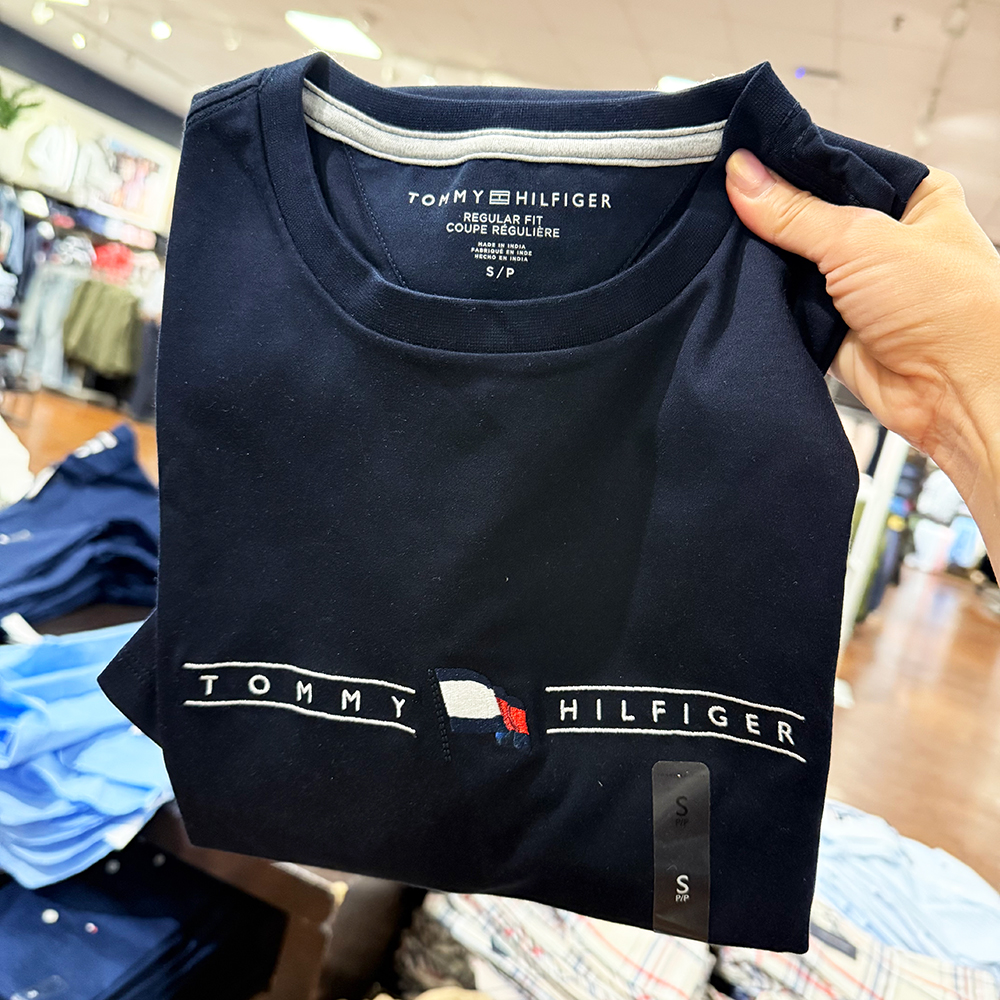 TOMMY HILFIGER
REGULAR FIT
COUPE RÉGULIÈRE
MADE IN INDIA
FABRIQUÉ EN INDE
HECHO EN INDIA
S/P
TOMMY HILFIGER
S
P/P
S
P/P